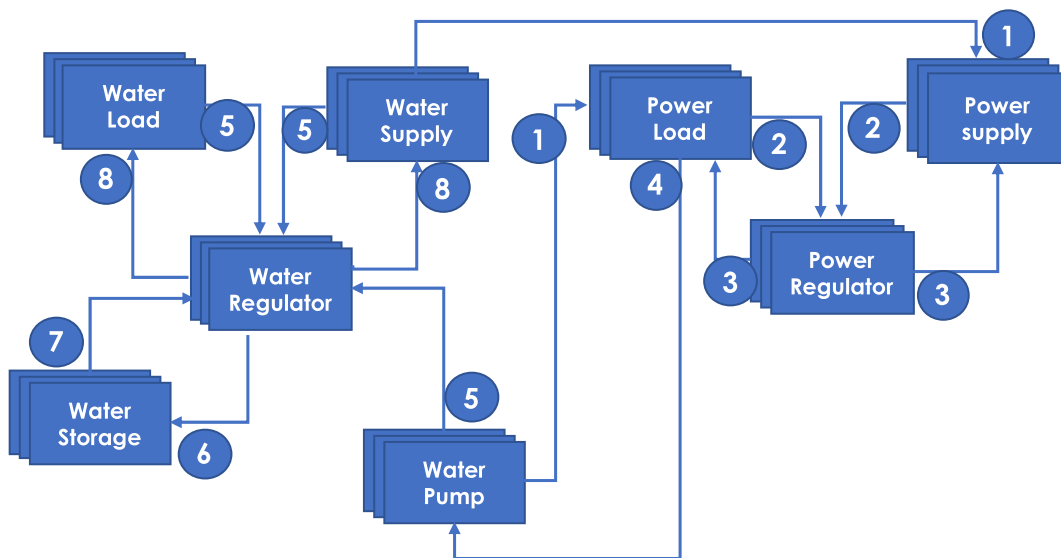 1
Water
Load
Water
Supply
Power
Load
Power
supply
5
5
1
2
2
8
8
4
Water
Regulator
Power
Regulator
3
3
7
Water
Storage
5
6
Water
Pump